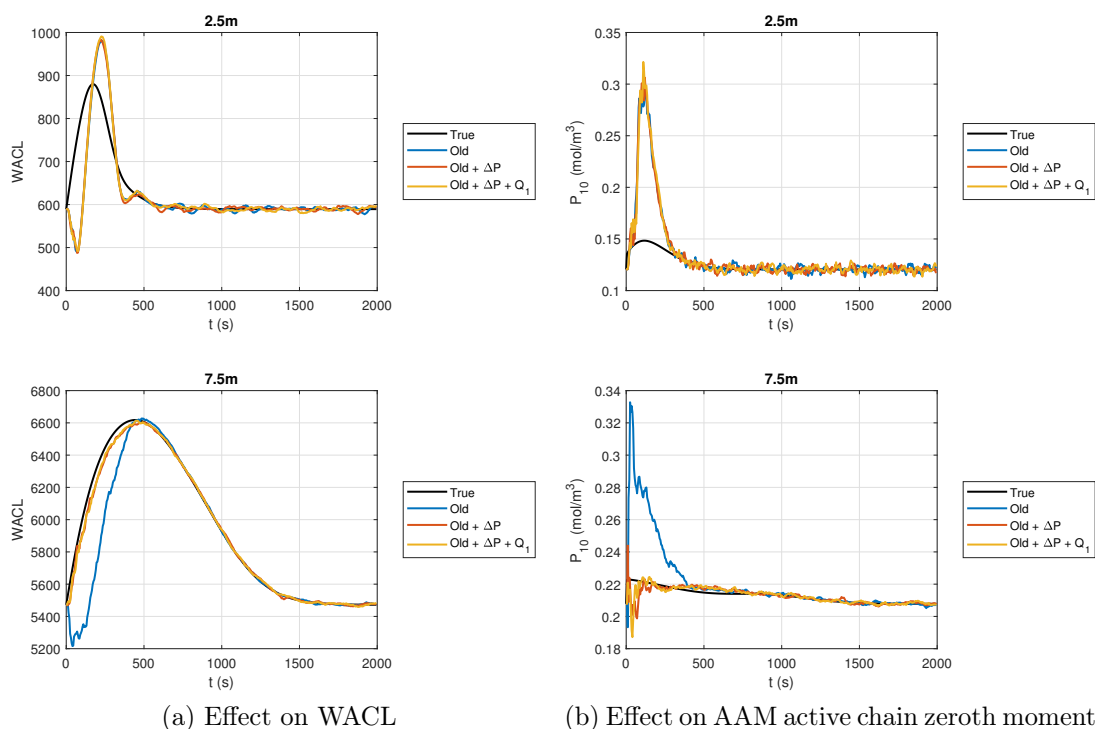 2.5m
1000
900
800
700
600
500
400
WACL
0 500 1000 1500 2000
t (s)
True
Old
Old + ΔP
Old + ΔP + Q₁
2.5m
0.35
0.3
0.25
0.2
0.15
0.1
P₁₀ (mol/m³)
0 500 1000 1500 2000
t (s)
True
Old
Old + ΔP
Old + ΔP + Q₁
7.5m
6800
6600
6400
6200
6000
5800
5600
5400
5200
WACL
0 500 1000 1500 2000
t (s)
True
Old
Old + ΔP
Old + ΔP + Q₁
(a) Effect on WACL
7.5m
0.34
0.32
0.3
0.28
0.26
0.24
0.22
0.2
0.18
P₁₀ (mol/m³)
0 500 1000 1500 2000
t (s)
True
Old
Old + ΔP
Old + ΔP + Q₁
(b) Effect on AAM active chain zeroth moment